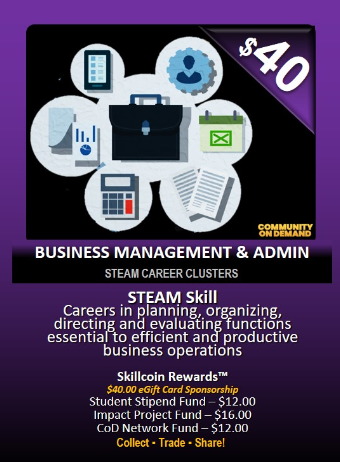 $40
COMMUNITY
ON DEMAND
BUSINESS MANAGEMENT & ADMIN
STEAM CAREER CLUSTERS
STEAM Skill
Careers in planning, organizing,
directing and evaluating functions
essential to efficient and productive
business operations
Skillcoin Rewards™
$40.00 eGift Card Sponsorship
Student Stipend Fund – $12.00
Impact Project Fund – $16.00
CoD Network Fund – $12.00
Collect - Trade - Share!